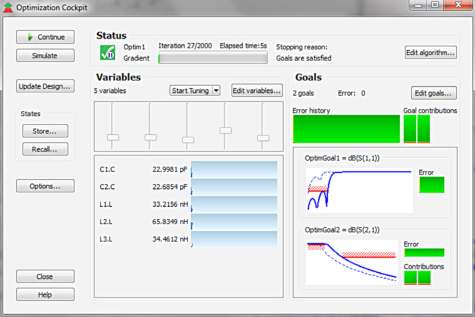 Optimization Cockpit
Continue
Simulate
Update Design...
States
Store...
Recall...
Options...
Close
Help
Status
Optim1 Iteration 27/2000 Elapsed time:5s
Gradient
Stopping reason:
Goals are satisfied
Edit algorithm...
Variables
5 variables
Start Tuning
Edit variables...
C1.C 22.9981 pF
C2.C 22.6854 pF
L1.L 33.2156 nH
L2.L 65.8349 nH
L3.L 34.4612 nH
Goals
2 goals Error: 0
Edit goals...
Error history
Goal contributions
OptimGoal1 = dB(S(1,1))
Error
OptimGoal2 = dB(S(2,1))
Error
Contributions